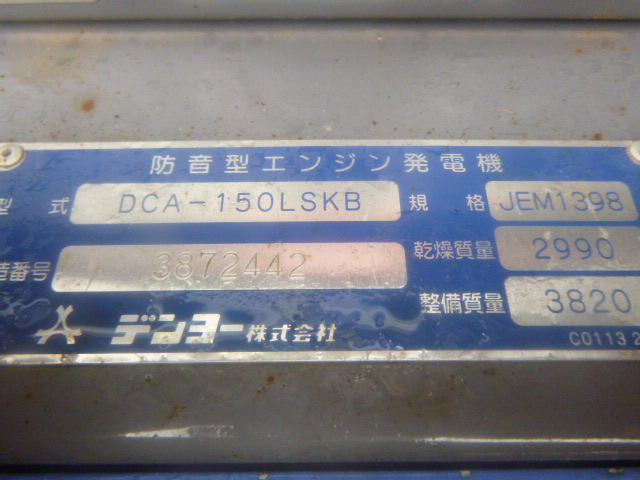 防音型エンジン発電機
型 式 DCA-150LSKB 規 格 JEM1398
番号 3872442 乾燥質量 2990
整備質量 3820
デンヨー株式会社
C0113 2